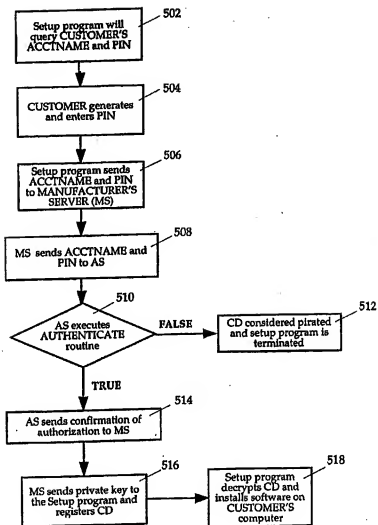 502
Setup program will
query CUSTOMER'S
ACCTNAME and PIN
504
CUSTOMER generates
and enters PIN
506
Setup program sends
ACCTNAME and PIN
to MANUFACTURER'S
SERVER (MS)
508
MS sends ACCTNAME and
PIN to AS
510
AS executes
AUTHENTICATE
routine
FALSE
512
CD considered pirated
and setup program is
terminated
TRUE
514
AS sends confirmation of
authorization to MS
516
MS sends private key to
the Setup program and
registers CD
518
Setup program
decrypts CD and
installs software on
CUSTOMER'S
computer